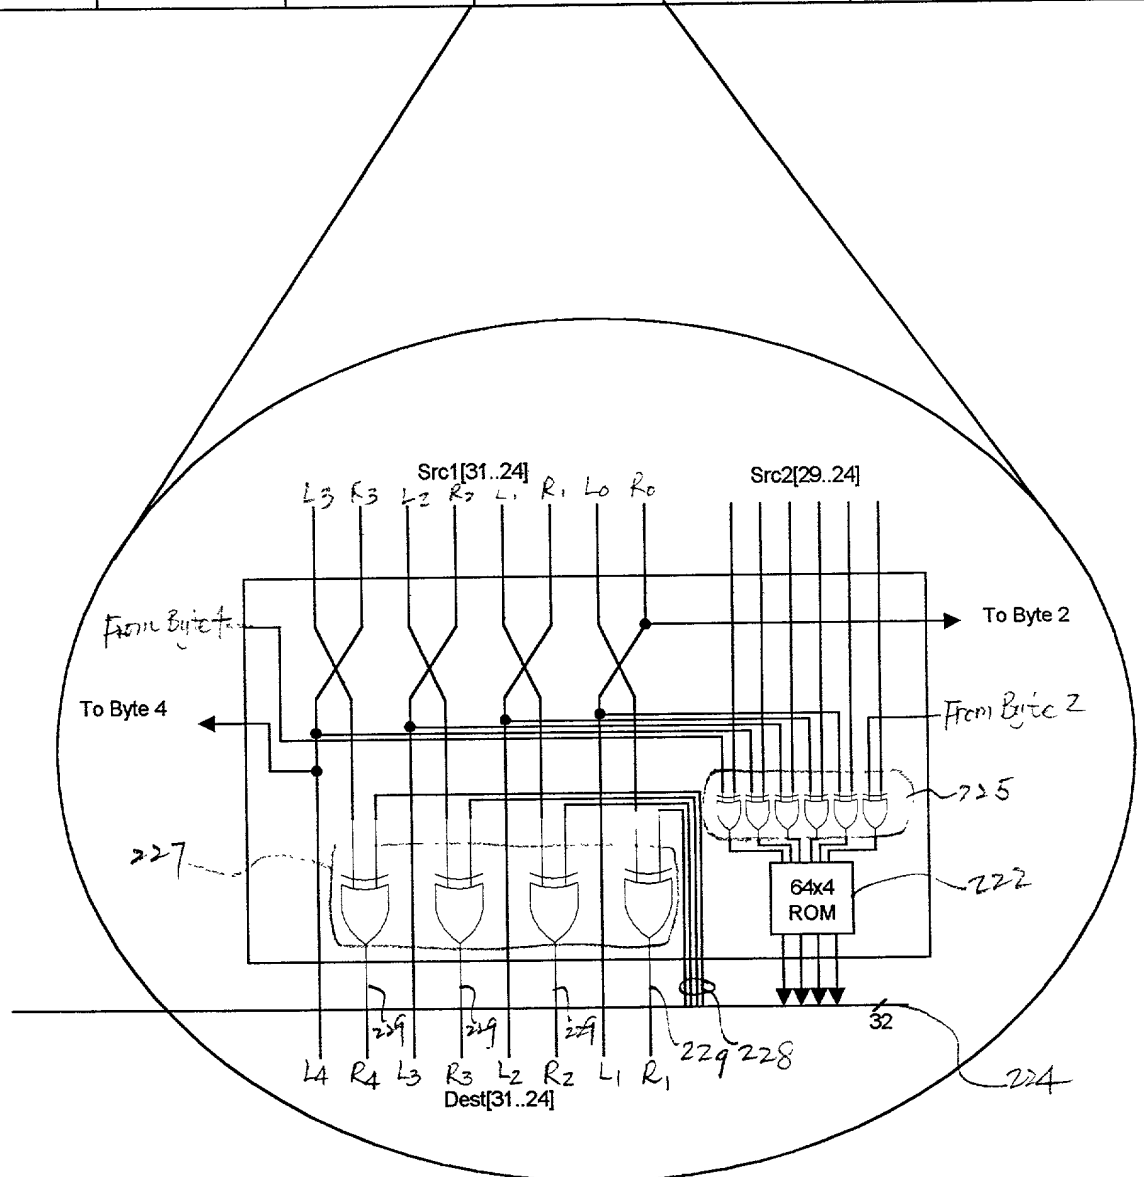 Src1[31..24]
Src2[29..24]
L3 R3 L2 R2 L1 R1 L0 R0
From Byte 4
To Byte 2
To Byte 4
From Byte 2
225
227
64x4
ROM
222
32
229 229 229 229 228
L4 R4 L3 R3 L2 R2 L1 R1
224
Dest[31..24]